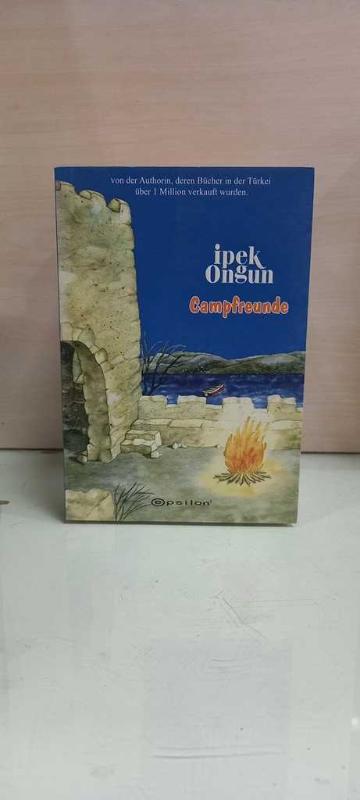 von der Authorin, deren Bücher in der Türkei
über 1 Million verkauft wurden.
ipek
Ongun
Campfreunde
epsilon